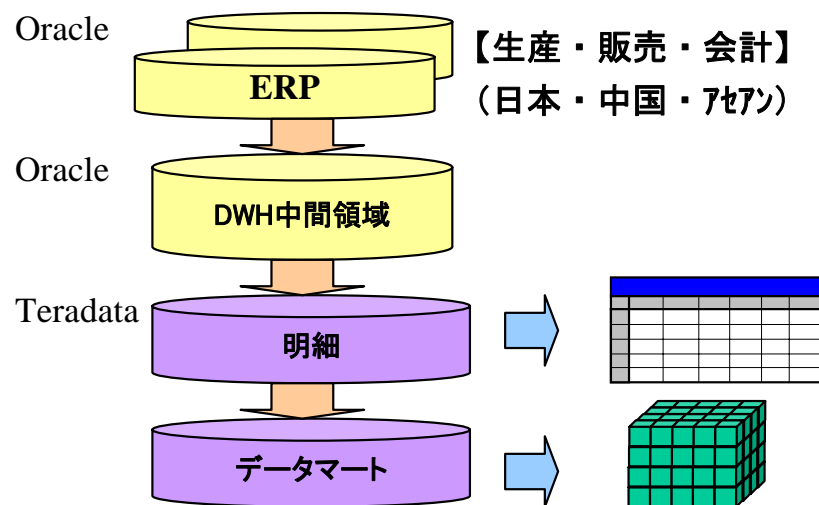 Oracle
【生産・販売・会計】
ERP
（日本・中国・ｱｾｱﾝ）
Oracle
DWH中間領域
Teradata
明細
データマート